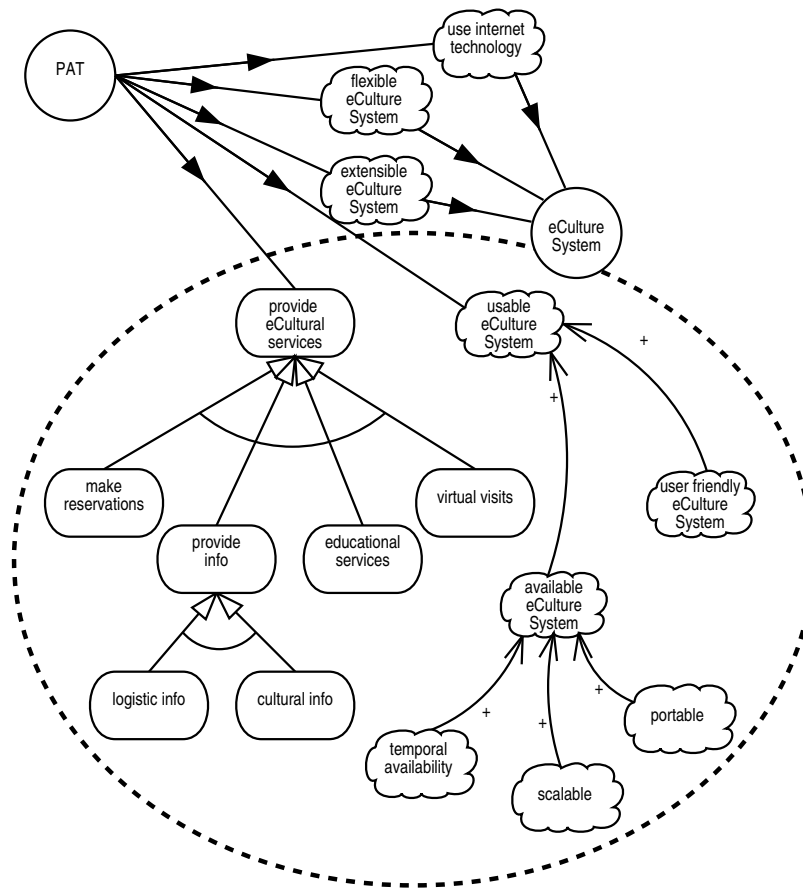 use internet
technology
PAT
flexible
eCulture
System
extensible
eCulture
System
eCulture
System
provide
eCultural
services
usable
eCulture
System
+
+
make
reservations
virtual visits
user friendly
eCulture
System
provide
info
educational
services
available
eCulture
System
logistic info
cultural info
+
+
+
portable
temporal
availability
scalable